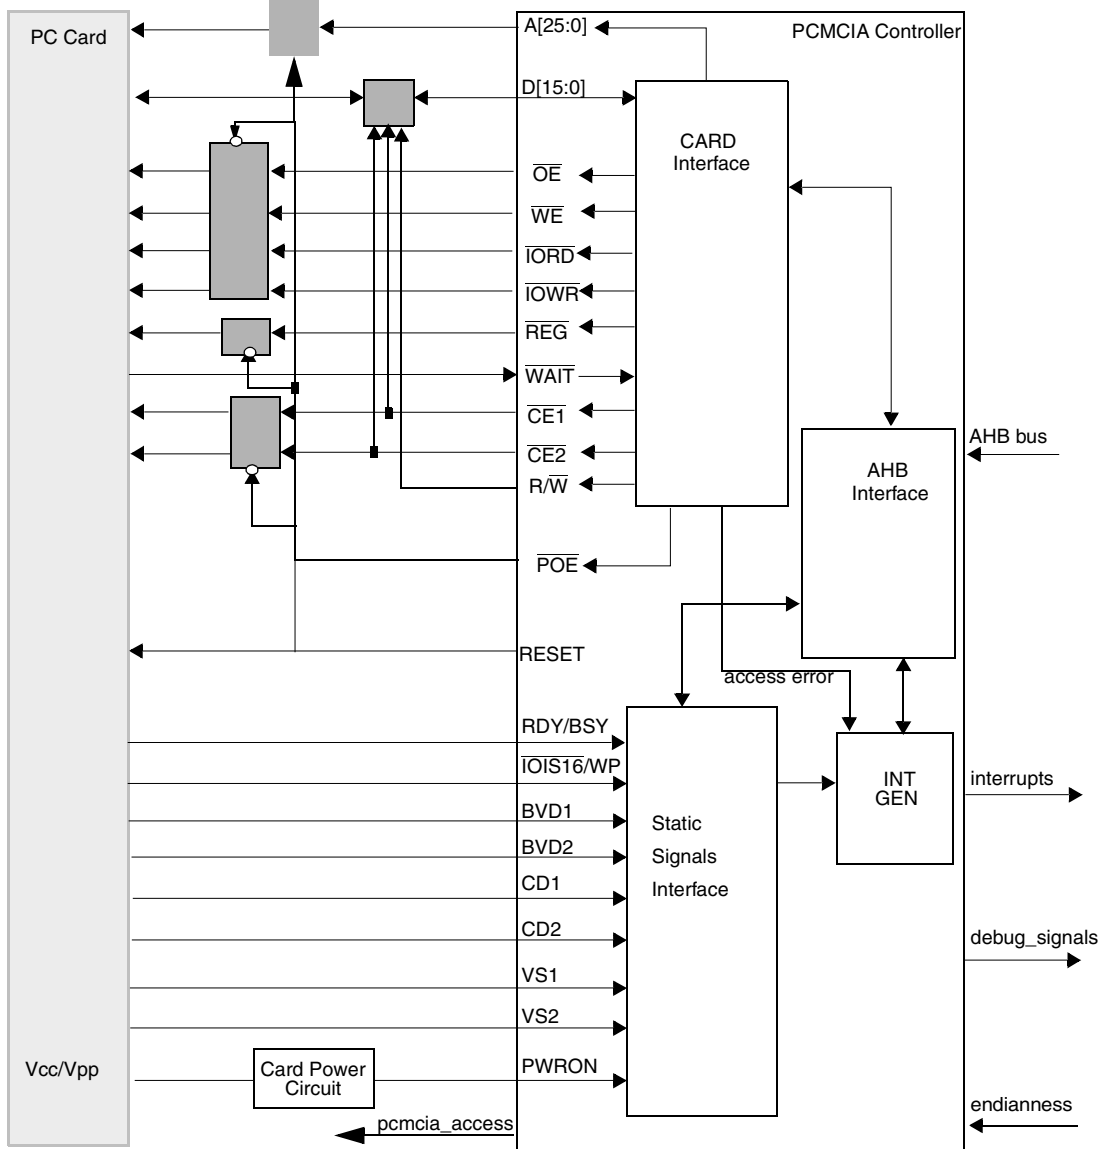 PC Card
A[25:0]
PCMCIA Controller
D[15:0]
CARD
Interface
OE
WE
IORD
IOWR
REG
WAIT
CE1
CE2
R/W
AHB bus
AHB
Interface
POE
RESET
access error
RDY/BSY
IOIS16/WP
BVD1
BVD2
CD1
CD2
VS1
VS2
PWRON
Static
Signals
Interface
INT
GEN
interrupts
debug_signals
Vcc/Vpp
Card Power
Circuit
pcmcia_access
endianness